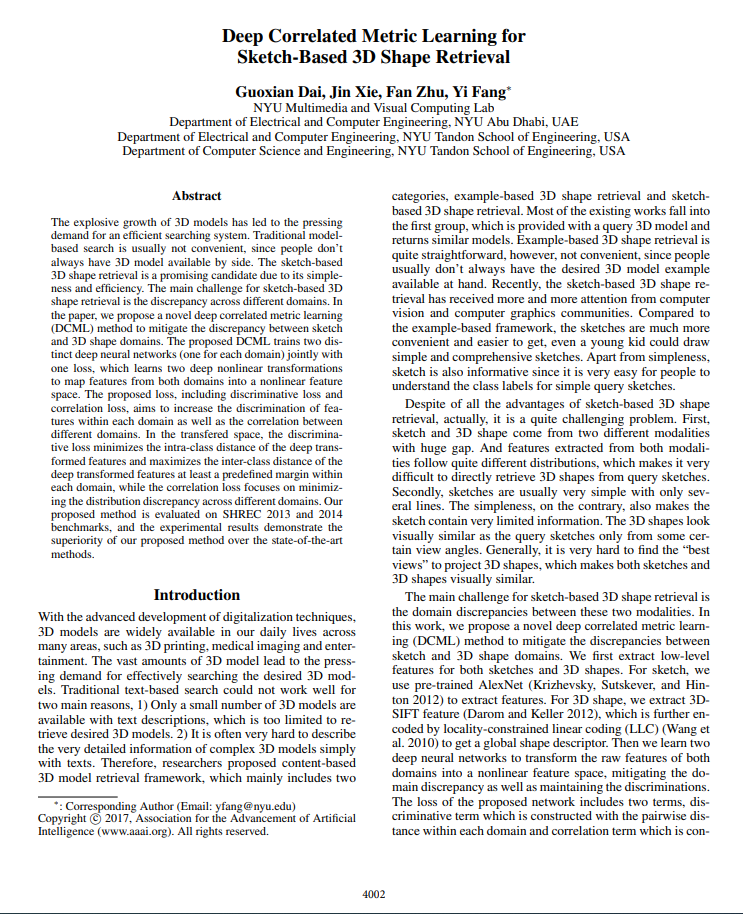 Deep Correlated Metric Learning for
Sketch-Based 3D Shape Retrieval
Guoxian Dai, Jin Xie, Fan Zhu, Yi Fang*
NYU Multimedia and Visual Computing Lab
Department of Electrical and Computer Engineering, NYU Abu Dhabi, UAE
Department of Electrical and Computer Engineering, NYU Tandon School of Engineering, USA
Department of Computer Science and Engineering, NYU Tandon School of Engineering, USA
Abstract
The explosive growth of 3D models has led to the pressing
demand for an efficient searching system. Traditional model-
based search is usually not convenient, since people don't
always have 3D model available by side. The sketch-based
3D shape retrieval is a promising candidate due to its simple-
ness and efficiency. The main challenge for sketch-based 3D
shape retrieval is the discrepancy across different domains. In
the paper, we propose a novel deep correlated metric learning
(DCML) method to mitigate the discrepancy between sketch
and 3D shape domains. The proposed DCML trains two dis-
tinct deep neural networks (one for each domain) jointly with
one loss, which learns two deep nonlinear transformations
to map features from both domains into a nonlinear feature
space. The proposed loss, including discriminative loss and
correlation loss, aims to increase the discrimination of fea-
tures within each domain as well as the correlation between
different domains. In the transfered space, the discrimina-
tive loss minimizes the intra-class distance of the deep trans-
formed features and maximizes the inter-class distance of the
deep transformed features at least a predefined margin within
each domain, while the correlation loss focuses on minimiz-
ing the distribution discrepancy across different domains. Our
proposed method is evaluated on SHREC 2013 and 2014
benchmarks, and the experimental results demonstrate the
superiority of our proposed method over the state-of-the-art
methods.
Introduction
With the advanced development of digitalization techniques,
3D models are widely available in our daily lives across
many areas, such as 3D printing, medical imaging and enter-
tainment. The vast amounts of 3D model lead to the press-
ing demand for effectively searching the desired 3D mod-
els. Traditional text-based search could not work well for
two main reasons, 1) Only a small number of 3D models are
available with text descriptions, which is too limited to re-
trieve desired 3D models. 2) It is often very hard to describe
the very detailed information of complex 3D models simply
with texts. Therefore, researchers proposed content-based
3D model retrieval framework, which mainly includes two
*: Corresponding Author (Email: yfang@nyu.edu)
Copyright © 2017, Association for the Advancement of Artificial
Intelligence (www.aaai.org). All rights reserved.
categories, example-based 3D shape retrieval and sketch-
based 3D shape retrieval. Most of the existing works fall into
the first group, which is provided with a query 3D model and
returns similar models. Example-based 3D shape retrieval is
quite straightforward, however, not convenient, since people
usually don't always have the desired 3D model example
available at hand. Recently, the sketch-based 3D shape re-
trieval has received more and more attention from computer
vision and computer graphics communities. Compared to
the example-based framework, the sketches are much more
convenient and easier to get, even a young kid could draw
simple and comprehensive sketches. Apart from simpleness,
sketch is also informative since it is very easy for people to
understand the class labels for simple query sketches.
Despite of all the advantages of sketch-based 3D shape
retrieval, actually, it is a quite challenging problem. First,
sketch and 3D shape come from two different modalities
with huge gap. And features extracted from both modali-
ties follow quite different distributions, which makes it very
difficult to directly retrieve 3D shapes from query sketches.
Secondly, sketches are usually very simple with only sev-
eral lines. The simpleness, on the contrary, also makes the
sketch contain very limited information. The 3D shapes look
visually similar as the query sketches only from some cer-
tain view angles. Generally, it is very hard to find the “best
views” to project 3D shapes, which makes both sketches and
3D shapes visually similar.
The main challenge for sketch-based 3D shape retrieval is
the domain discrepancies between these two modalities. In
this work, we propose a novel deep correlated metric learn-
ing (DCML) method to mitigate the discrepancies between
sketch and 3D shape domains. We first extract low-level
features for both sketches and 3D shapes. For sketch, we
use pre-trained AlexNet (Krizhevsky, Sutskever, and Hin-
ton 2012) to extract features. For 3D shape, we extract 3D-
SIFT feature (Darom and Keller 2012), which is further en-
coded by locality-constrained linear coding (LLC) (Wang et
al. 2010) to get a global shape descriptor. Then we learn two
deep neural networks to transform the raw features of both
domains into a nonlinear feature space, mitigating the do-
main discrepancy as well as maintaining the discriminations.
The loss of the proposed network includes two terms, dis-
criminative term which is constructed with the pairwise dis-
tance within each domain and correlation term which is con-
4002